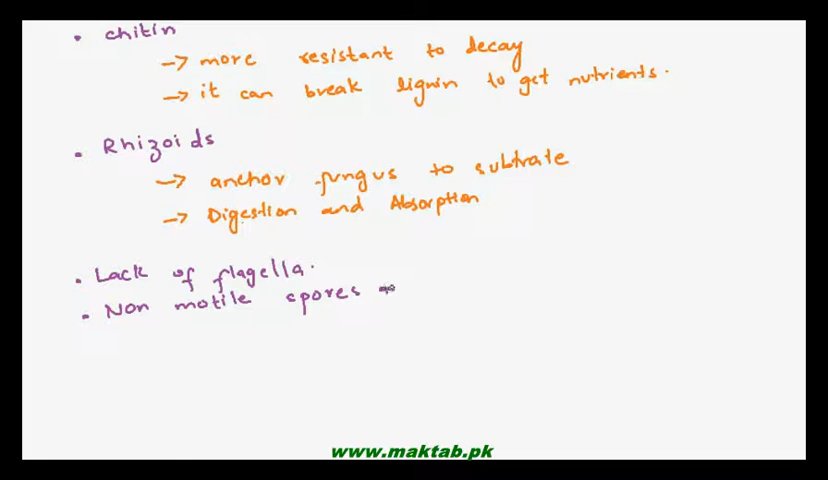 • chitin
→ more resistant to decay
→ it can break lignin to get nutrients.
• Rhizoids
→ anchor fungus to subtrate
→ Digestion and Absorption
• Lack of flagella.
• Non motile spores
www.maktab.pk